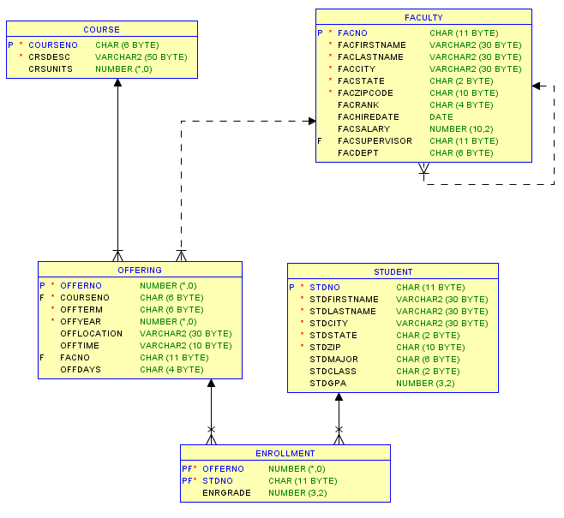 COURSE
P * COURSENO CHAR (6 BYTE)
* CRSDESC VARCHAR2 (50 BYTE)
CRSUNITS NUMBER (*,0)
FACULTY
P * FACNO CHAR (11 BYTE)
* FACFIRSTNAME VARCHAR2 (30 BYTE)
* FACLASTNAME VARCHAR2 (30 BYTE)
* FACCITY VARCHAR2 (30 BYTE)
* FACSTATE CHAR (2 BYTE)
* FACZIPCODE CHAR (10 BYTE)
FACRANK CHAR (4 BYTE)
FACHIREDATE DATE
FACSALARY NUMBER (10,2)
F FACSUPERVISOR CHAR (11 BYTE)
FACDEPT CHAR (6 BYTE)
OFFERING
P * OFFERNO NUMBER (*,0)
F * COURSENO CHAR (6 BYTE)
* OFFTERM CHAR (6 BYTE)
* OFFYEAR NUMBER (*,0)
OFFLOCATION VARCHAR2 (30 BYTE)
OFFTIME VARCHAR2 (10 BYTE)
F FACNO CHAR (11 BYTE)
OFFDAYS CHAR (4 BYTE)
STUDENT
P * STDNO CHAR (11 BYTE)
* STDFIRSTNAME VARCHAR2 (30 BYTE)
* STDLASTNAME VARCHAR2 (30 BYTE)
* STDCITY VARCHAR2 (30 BYTE)
* STDSTATE CHAR (2 BYTE)
* STDZIP CHAR (10 BYTE)
STDMAJOR CHAR (6 BYTE)
STDCLASS CHAR (2 BYTE)
STDGPA NUMBER (3,2)
ENROLLMENT
PF* OFFERNO NUMBER (*,0)
PF* STDNO CHAR (11 BYTE)
ENRGRADE NUMBER (3,2)